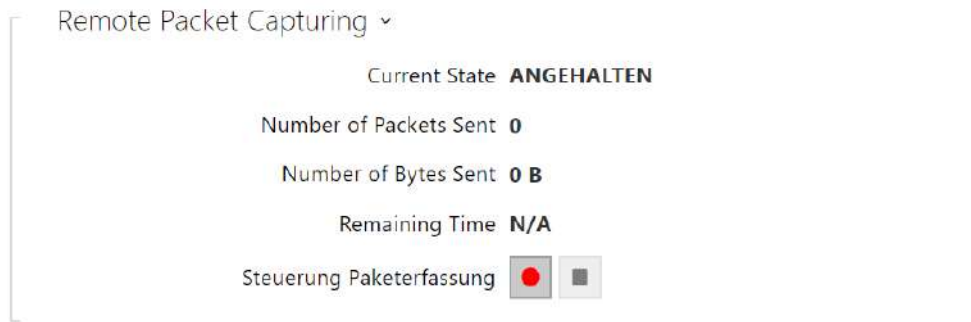 Remote Packet Capturing
Current State ANGEHALTEN
Number of Packets Sent 0
Number of Bytes Sent 0 B
Remaining Time N/A
Steuerung Paketerfassung